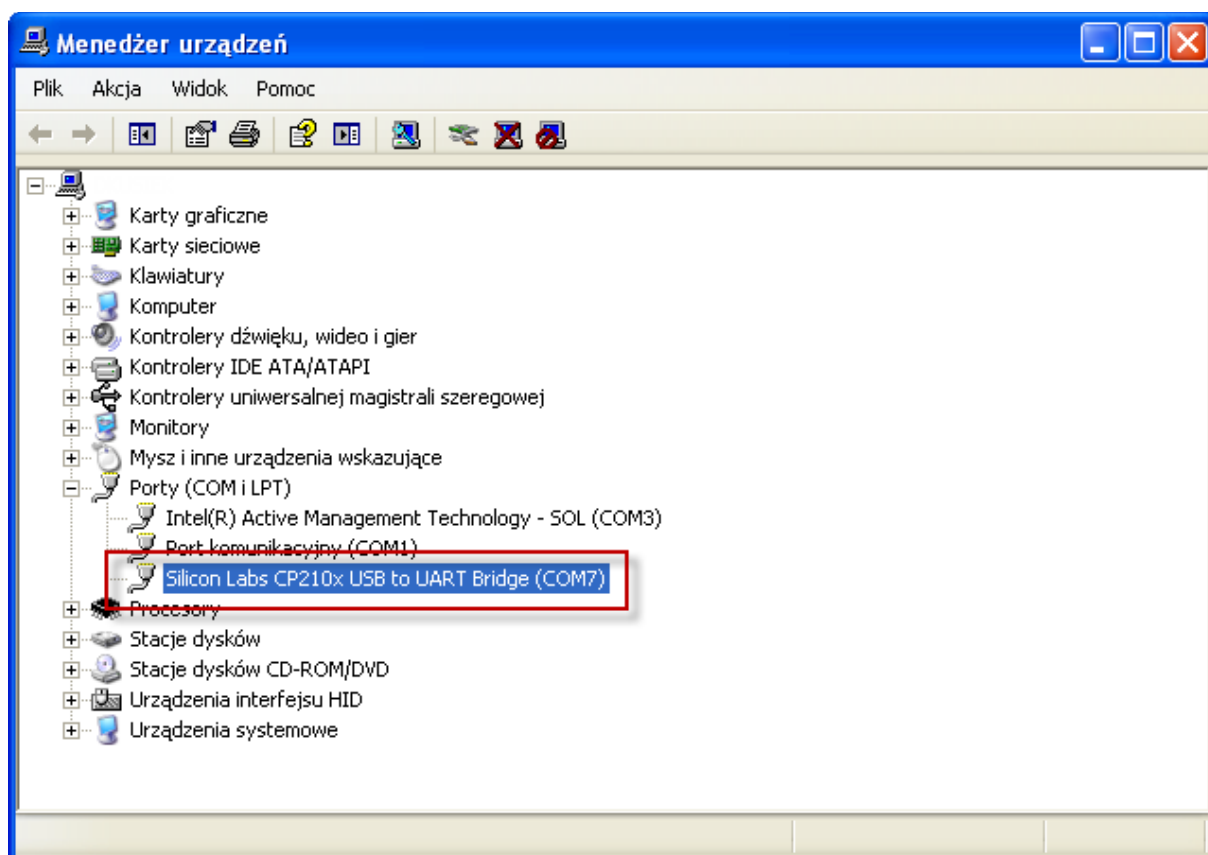 Menedżer urządzeń
Plik Akcja Widok Pomoc
Karty graficzne
Karty sieciowe
Klawiatury
Komputer
Kontrolery dźwięku, wideo i gier
Kontrolery IDE ATA/ATAPI
Kontrolery uniwersalnej magistrali szeregowej
Monitory
Mysz i inne urządzenia wskazujące
Porty (COM i LPT)
Intel(R) Active Management Technology - SOL (COM3)
Port komunikacyjny (COM1)
Silicon Labs CP210x USB to UART Bridge (COM7)
Procesory
Stacje dysków
Stacje dysków CD-ROM/DVD
Urządzenia interfejsu HID
Urządzenia systemowe